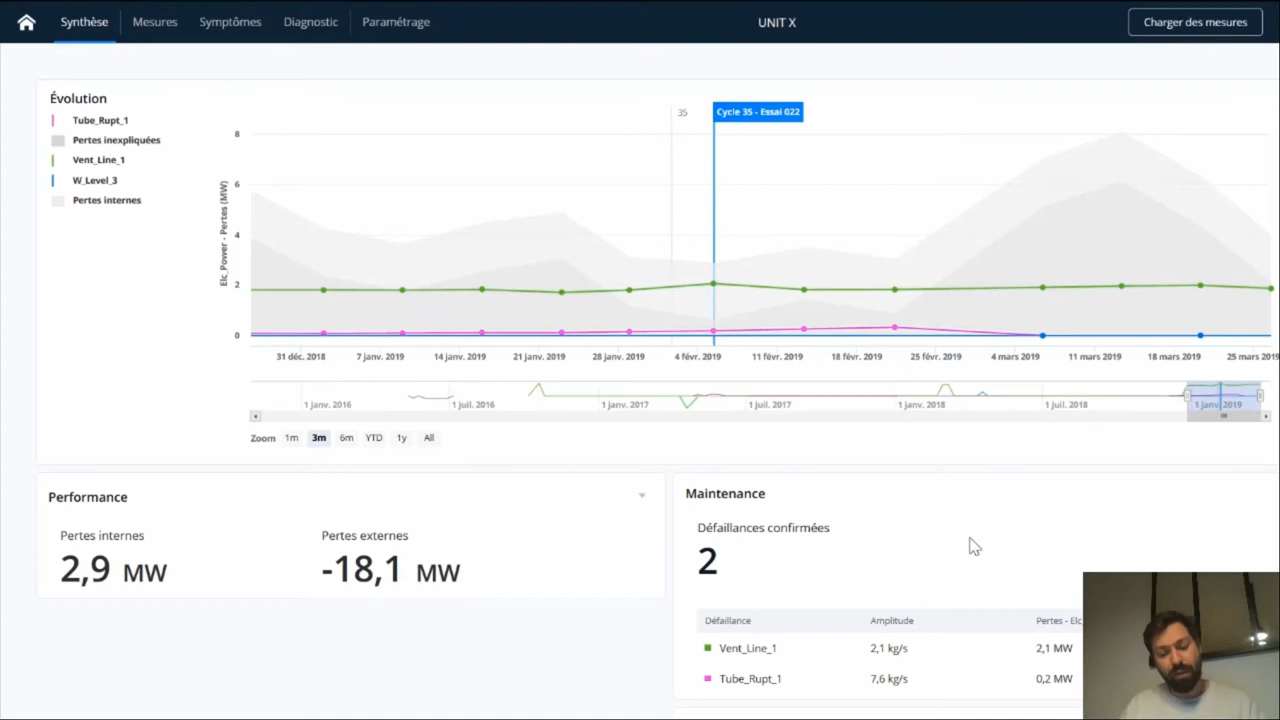 Synthèse Mesures Symptômes Diagnostic Paramétrage UNIT X Charger des mesures
Évolution
Tube_Rupt_1
Pertes inexpliquées
Vent_Line_1
W_Level_3
Pertes internes
Elc_Power - Pertes (MW)
8
6
4
2
0
35
Cycle 35 - Essai 022
31 déc. 2018 7 janv. 2019 14 janv. 2019 21 janv. 2019 28 janv. 2019 4 févr. 2019 11 févr. 2019 18 févr. 2019 25 févr. 2019 4 mars 2019 11 mars 2019 18 mars 2019 25 mars 2019
1 janv. 2016 1 juil. 2016 1 janv. 2017 1 juil. 2017 1 janv. 2018 1 juil. 2018 1 janv. 2019
Zoom 1m 3m 6m YTD 1y All
Performance
Pertes internes Pertes externes
2,9 MW -18,1 MW
Maintenance
Défaillances confirmées
2
Défaillance Amplitude Pertes - Elc
Vent_Line_1 2,1 kg/s 2,1 MW
Tube_Rupt_1 7,6 kg/s 0,2 MW